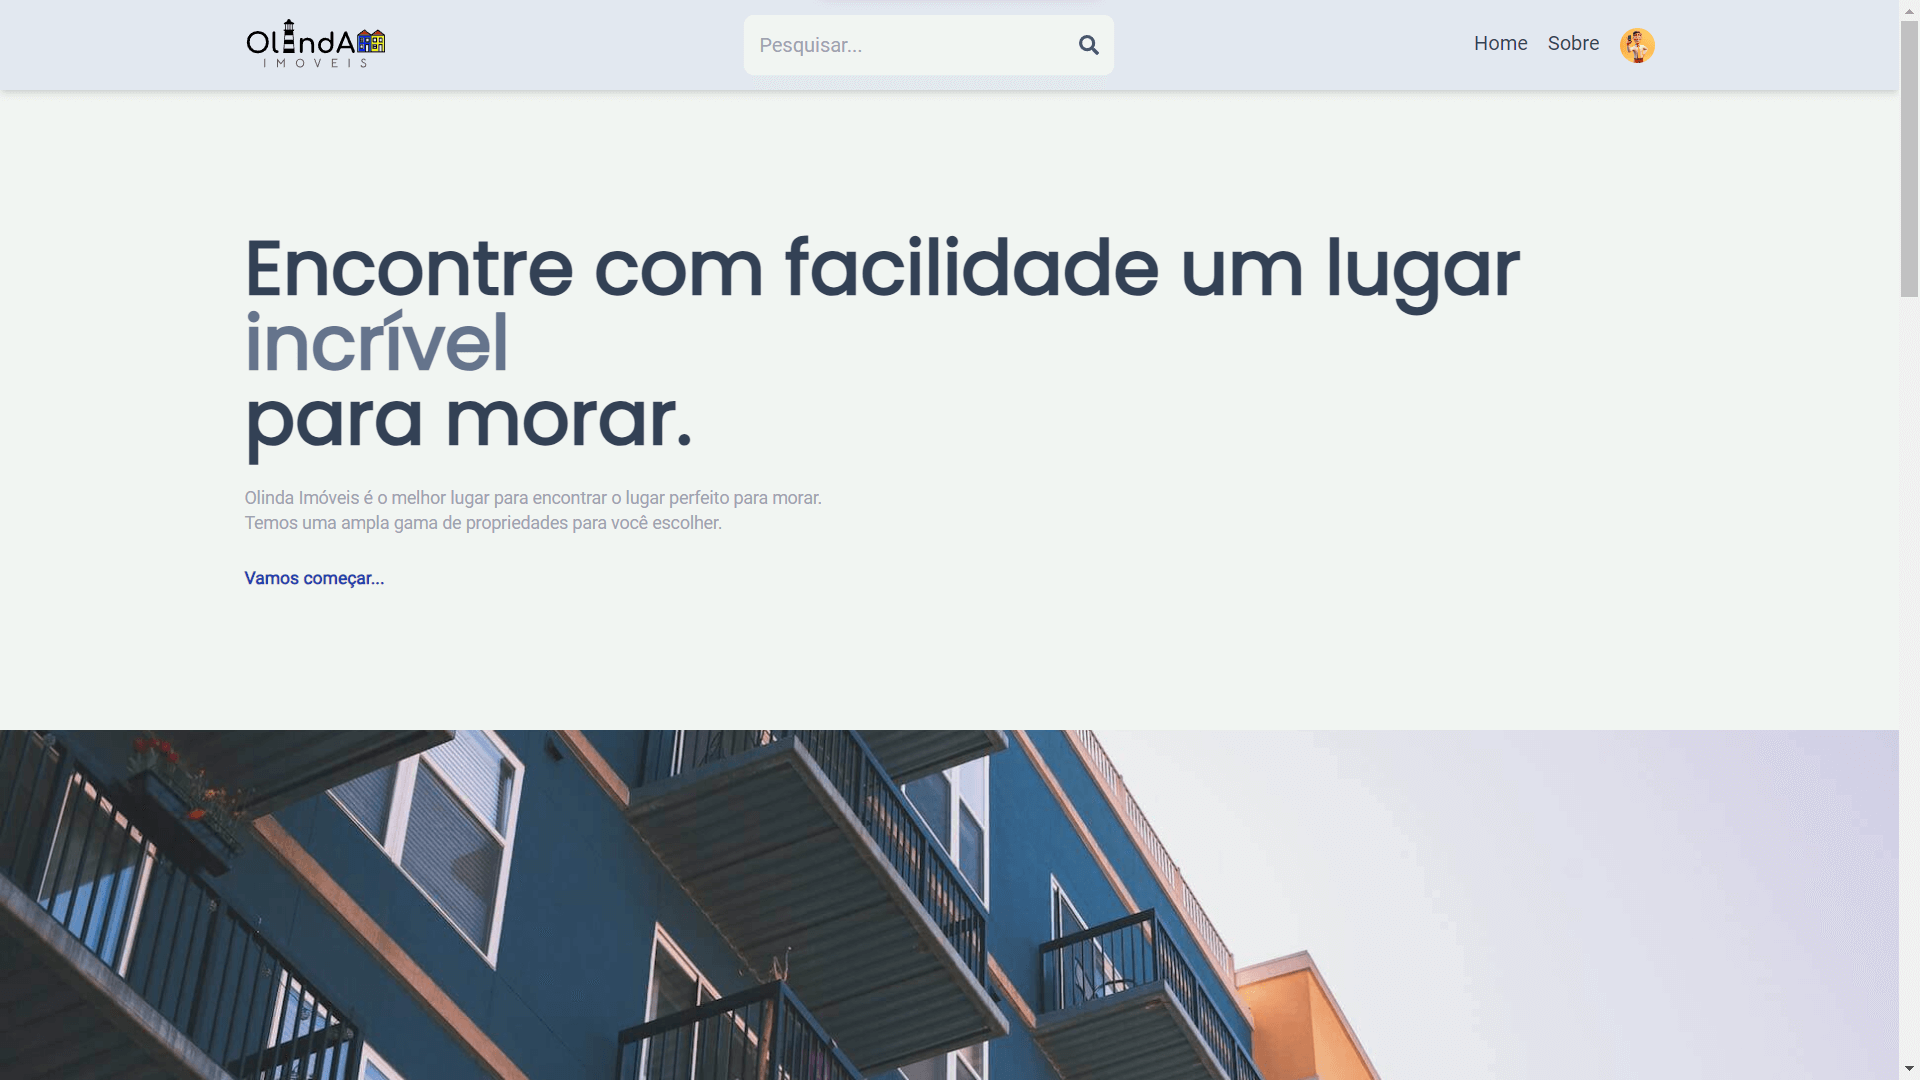 OlindA
IMOVEIS
Pesquisar...
Home
Sobre
Encontre com facilidade um lugar
incrível
para morar.
Olinda Imóveis é o melhor lugar para encontrar o lugar perfeito para morar.
Temos uma ampla gama de propriedades para você escolher.
Vamos começar...